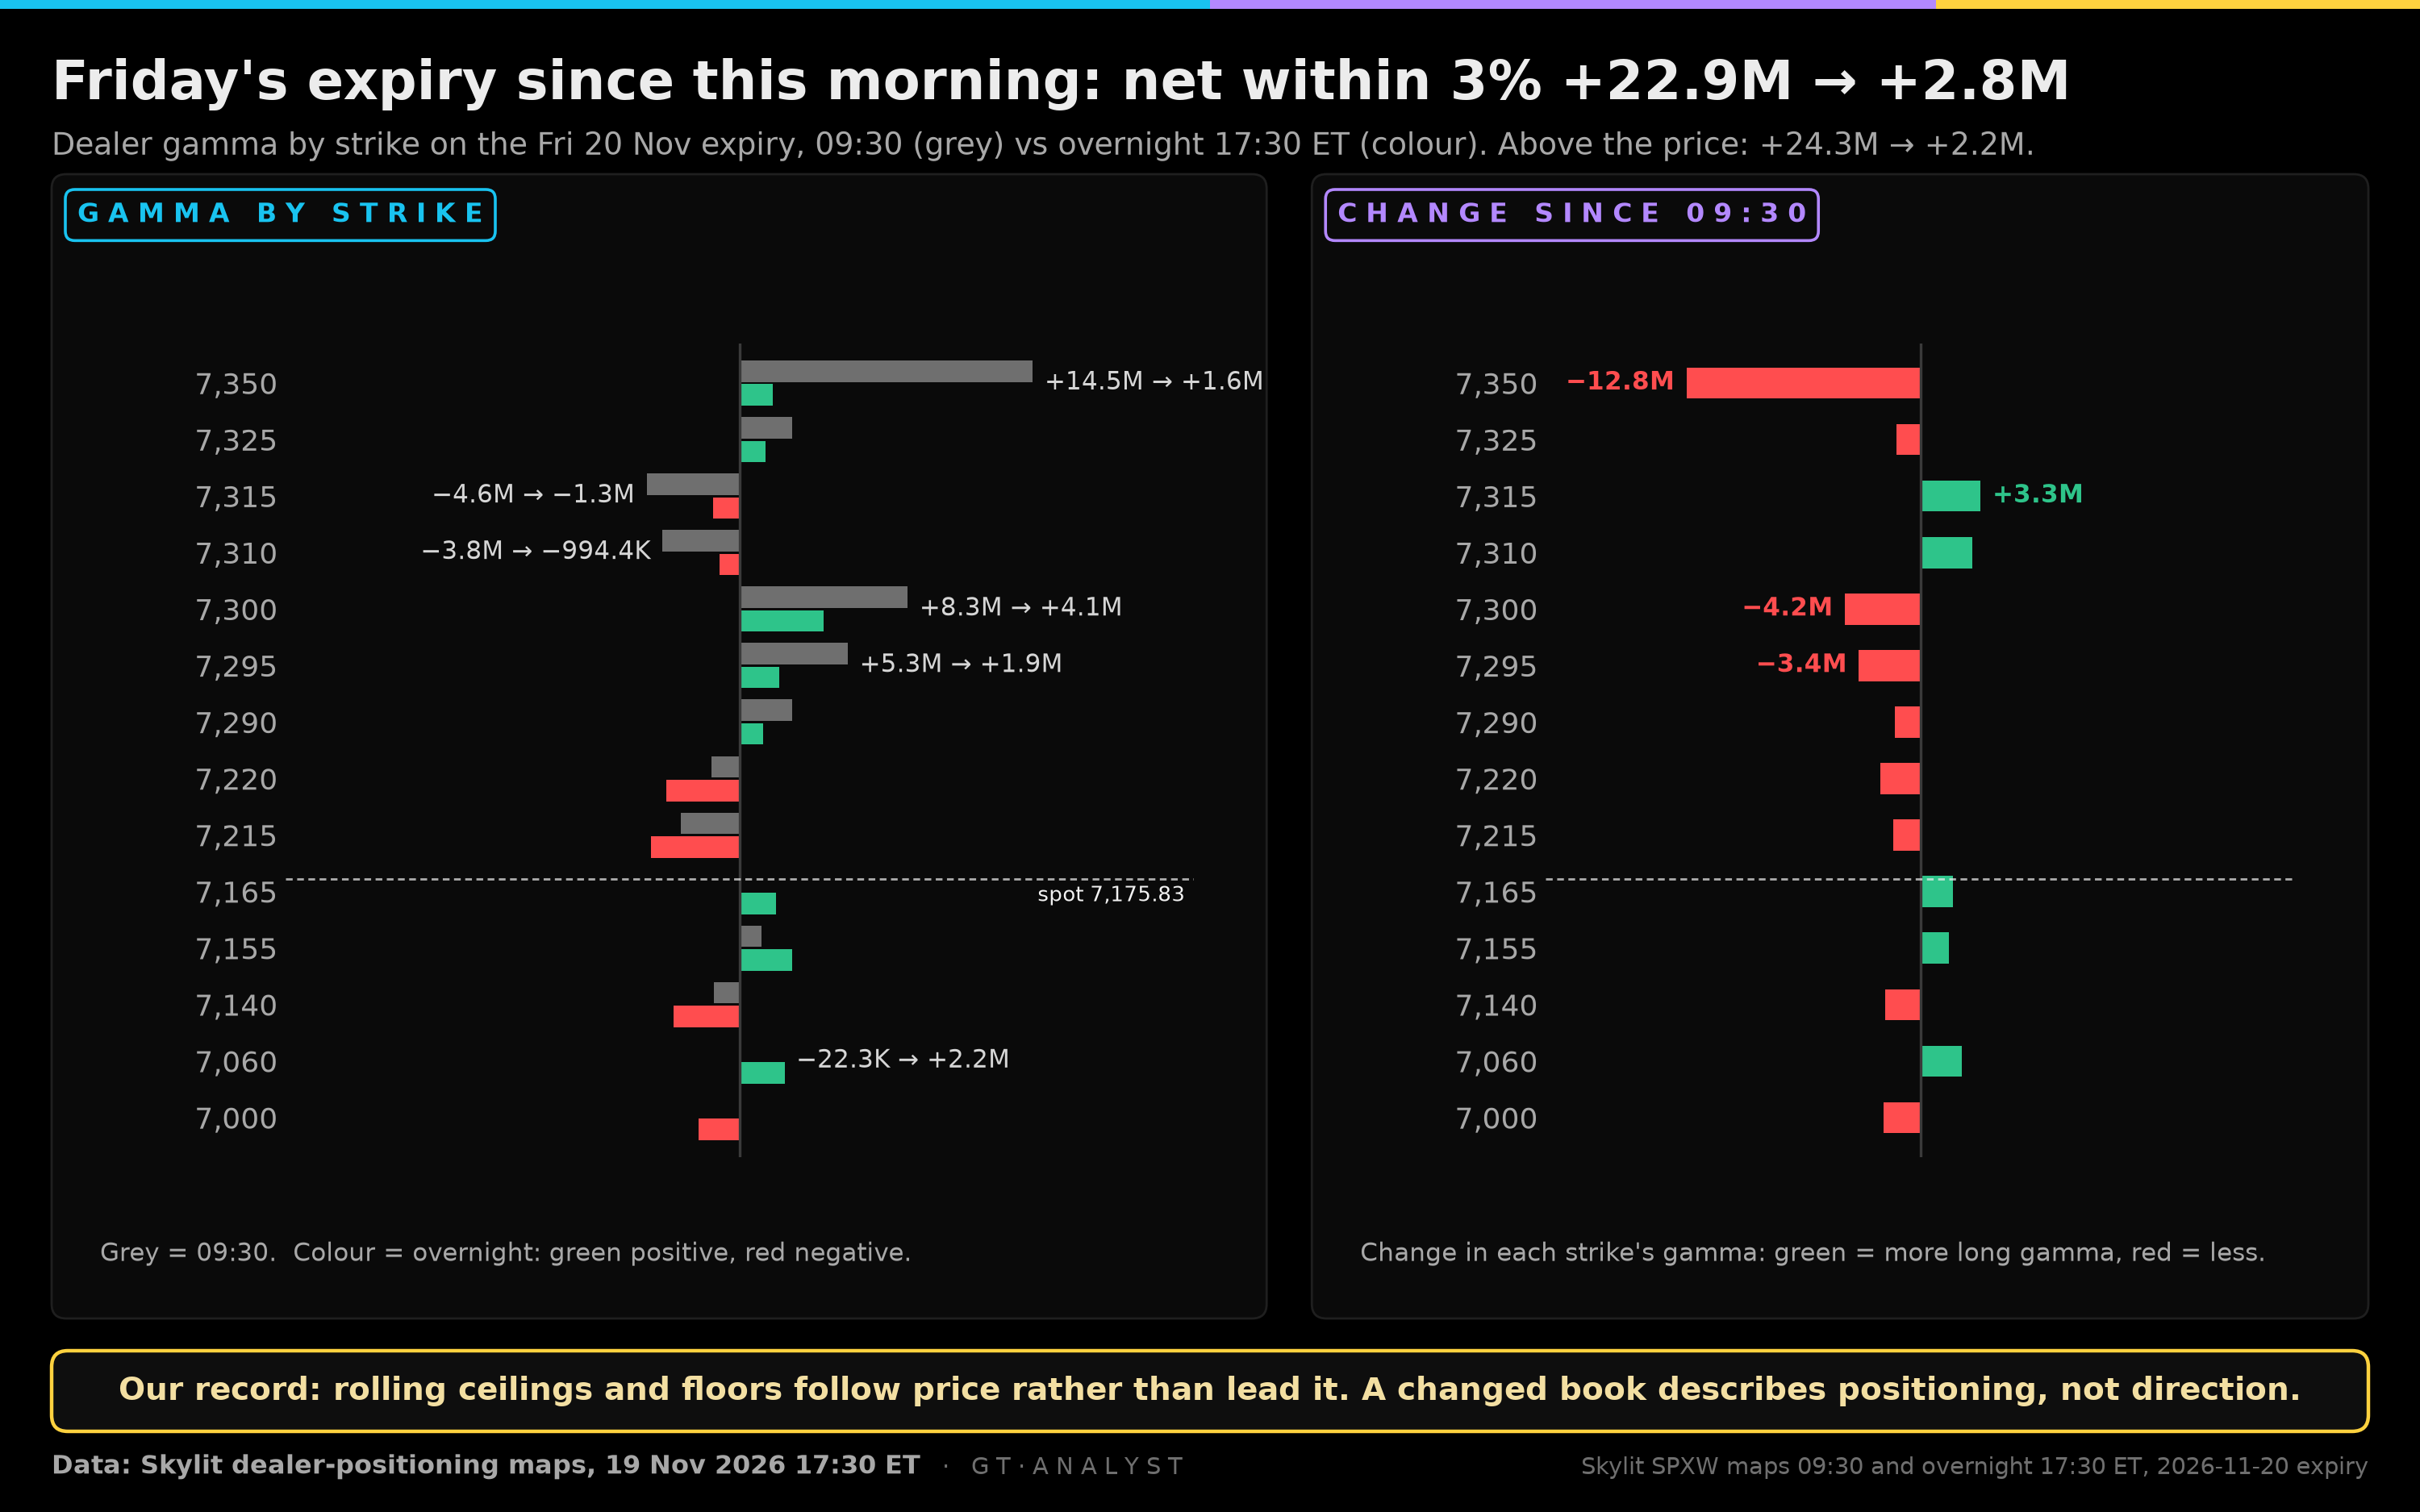 Friday's expiry since this morning: net within 3% +22.9M → +2.8M
Dealer gamma by strike on the Fri 20 Nov expiry, 09:30 (grey) vs overnight 17:30 ET (colour). Above the price: +24.3M → +2.2M.
GAMMA BY STRIKE
7,350 +14.5M → +1.6M
7,325
7,315 −4.6M → −1.3M
7,310 −3.8M → −994.4K
7,300 +8.3M → +4.1M
7,295 +5.3M → +1.9M
7,290
7,220
7,215
7,165 spot 7,175.83
7,155
7,140
7,060 −22.3K → +2.2M
7,000
Grey = 09:30. Colour = overnight: green positive, red negative.
CHANGE SINCE 09:30
7,350 −12.8M
7,325
7,315 +3.3M
7,310
7,300 −4.2M
7,295 −3.4M
7,290
7,220
7,215
7,165
7,155
7,140
7,060
7,000
Change in each strike's gamma: green = more long gamma, red = less.
Our record: rolling ceilings and floors follow price rather than lead it. A changed book describes positioning, not direction.
Data: Skylit dealer-positioning maps, 19 Nov 2026 17:30 ET · GT·ANALYST
Skylit SPXW maps 09:30 and overnight 17:30 ET, 2026-11-20 expiry